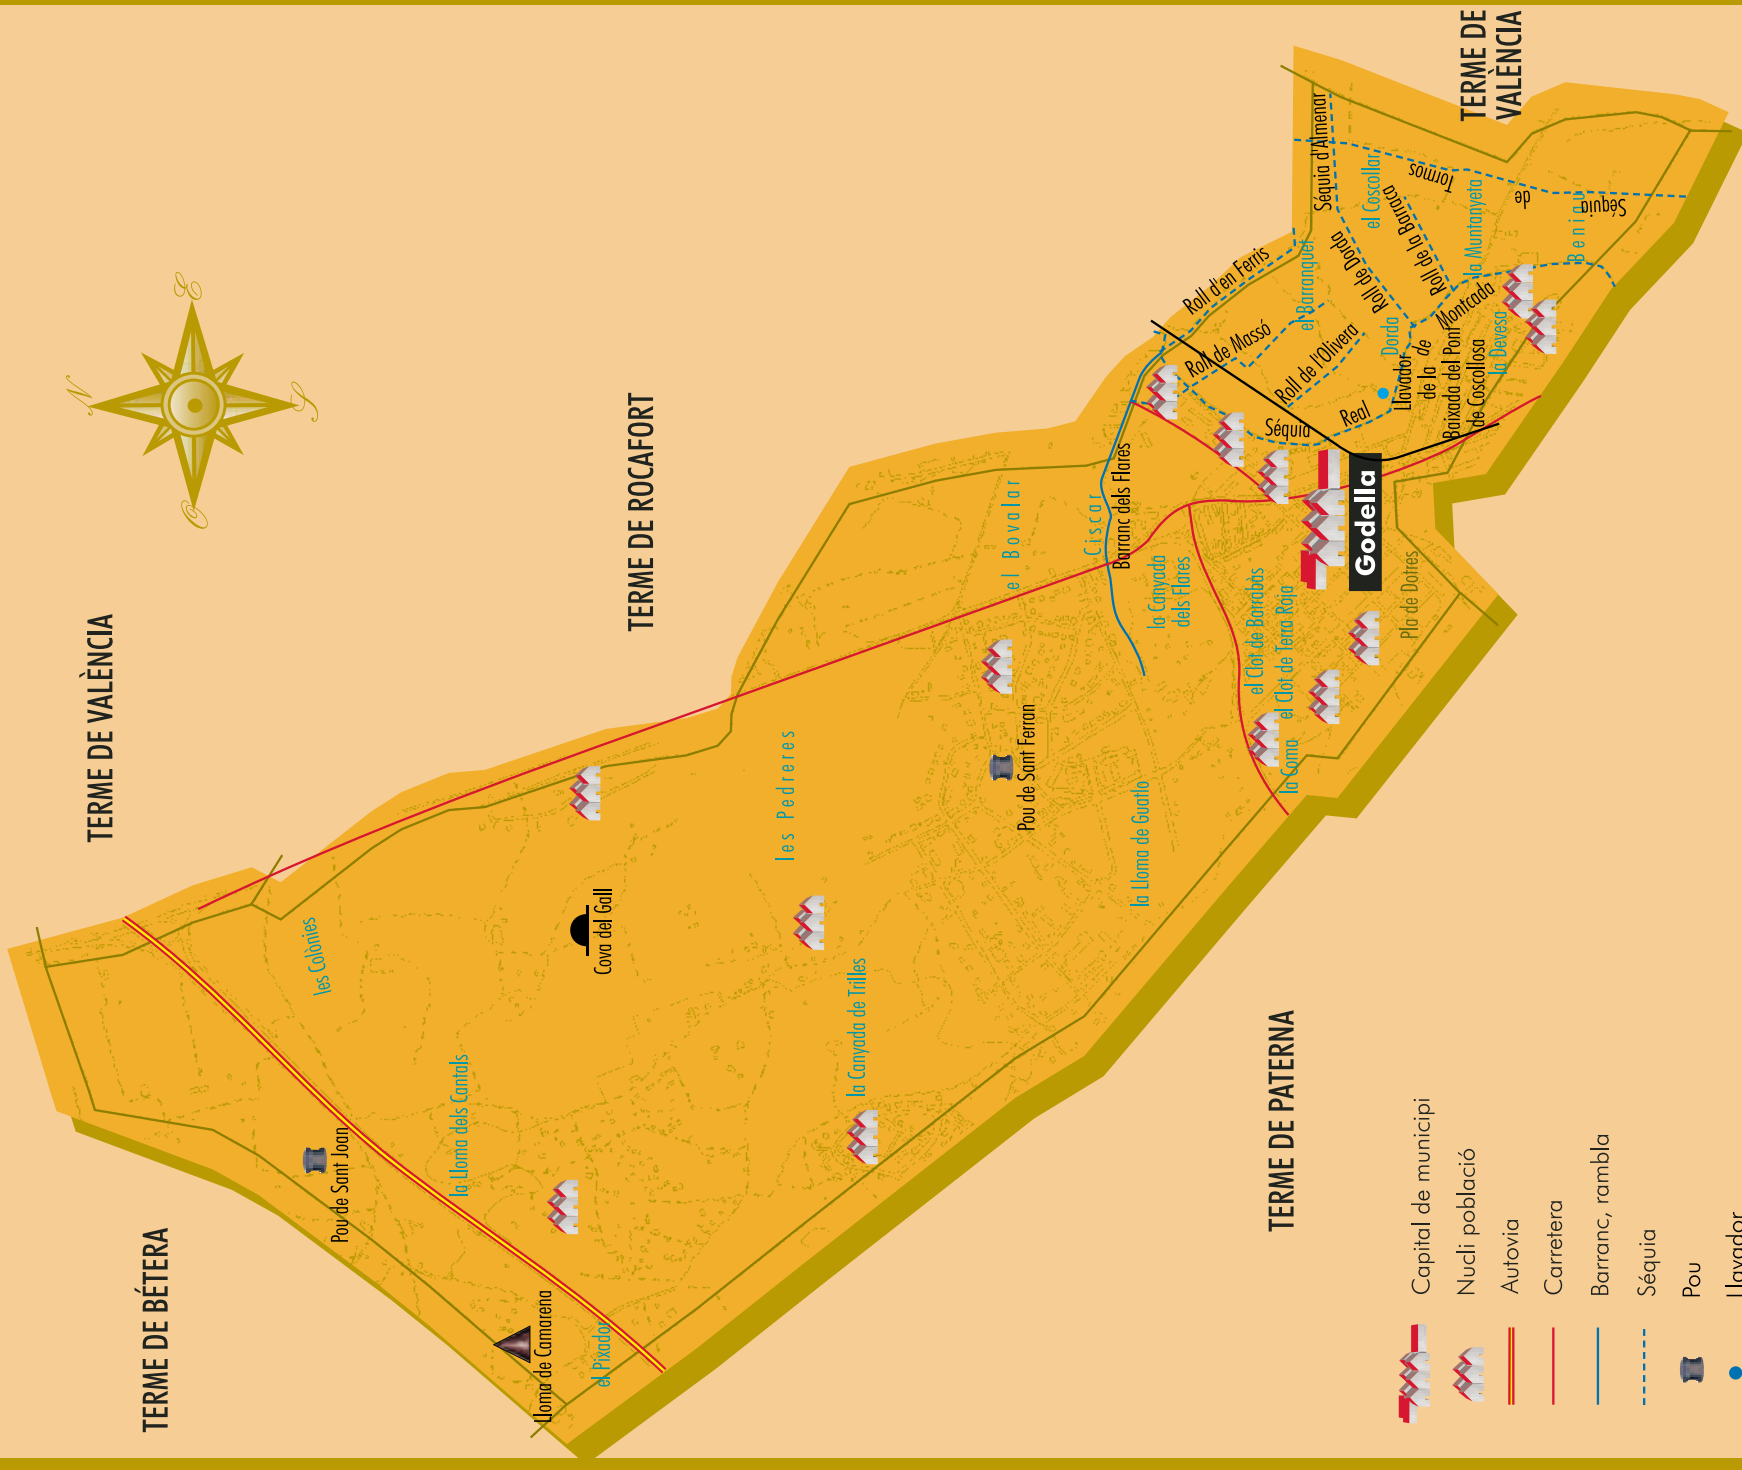 TERME DE BÉTERA
TERME DE VALÈNCIA
TERME DE ROCAFORT
TERME DE
VALÈNCIA
TERME DE PATERNA
N
E
S
O
Pou de Sant Joan
les Colònies
la Lloma dels Cantals
Lloma de Camarena
el Pixador
Cova del Gall
les Pedreres
la Canyada de Trilles
Pou de Sant Ferran
la Lloma de Guatlo
el Bovalar
Ciscar
Barranc dels Flares
la Canyada
dels Flares
el Clot de Barrabàs
el Clot de Terra Roja
la Coma
Godella
Pla de Dotres
Roll d'en Ferris
Roll de Massó
Roll de l'Olivera
el Barranquet
Séquia d'Almenar
Roll de Dorda
el Coscollar
Roll de la Barraca
Séquia de Tormos
la Muntanyeta
Beniqu
Dorda
Séquia Real de Montcada
Llavador
de la
Baixada del Pont
de Coscollosa
la Devesa
Capital de municipi
Nucli població
Autovia
Carretera
Barranc, rambla
Séquia
Pou
Llavador